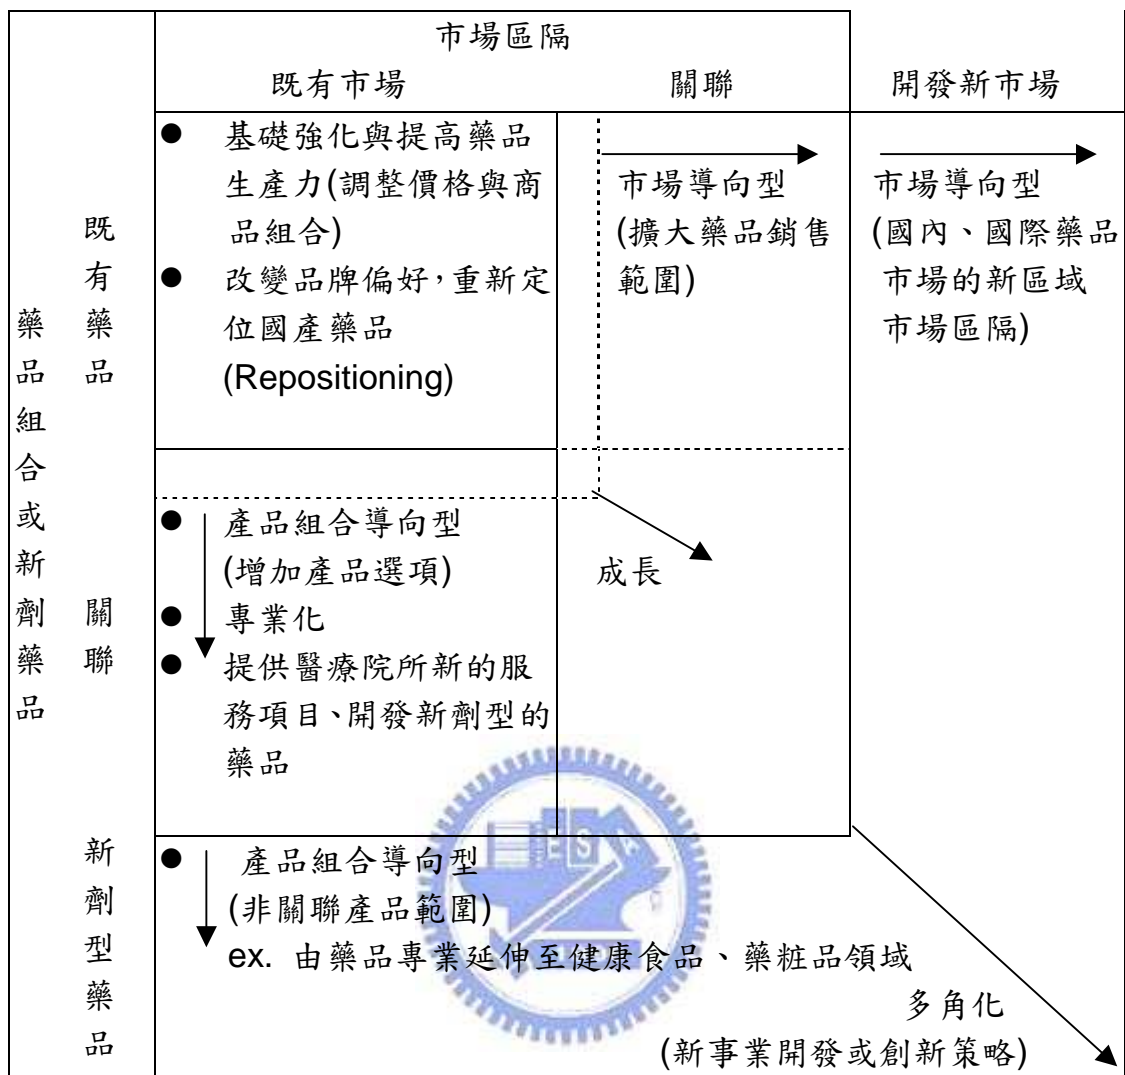 市場區隔
既有市場 關聯 開發新市場
藥品組合或新劑藥品
既有藥品
● 基礎強化與提高藥品
生產力(調整價格與商
品組合)
● 改變品牌偏好,重新定
位國產藥品
(Repositioning)
市場導向型
(擴大藥品銷售
範圍)
市場導向型
(國內、國際藥品
市場的新區域
市場區隔)
關聯
● 產品組合導向型
(增加產品選項)
● 專業化
● 提供醫療院所新的服
務項目、開發新劑型的
藥品
成長
新劑型藥品
● 產品組合導向型
(非關聯產品範圍)
ex. 由藥品專業延伸至健康食品、藥粧品領域
多角化
(新事業開發或創新策略)